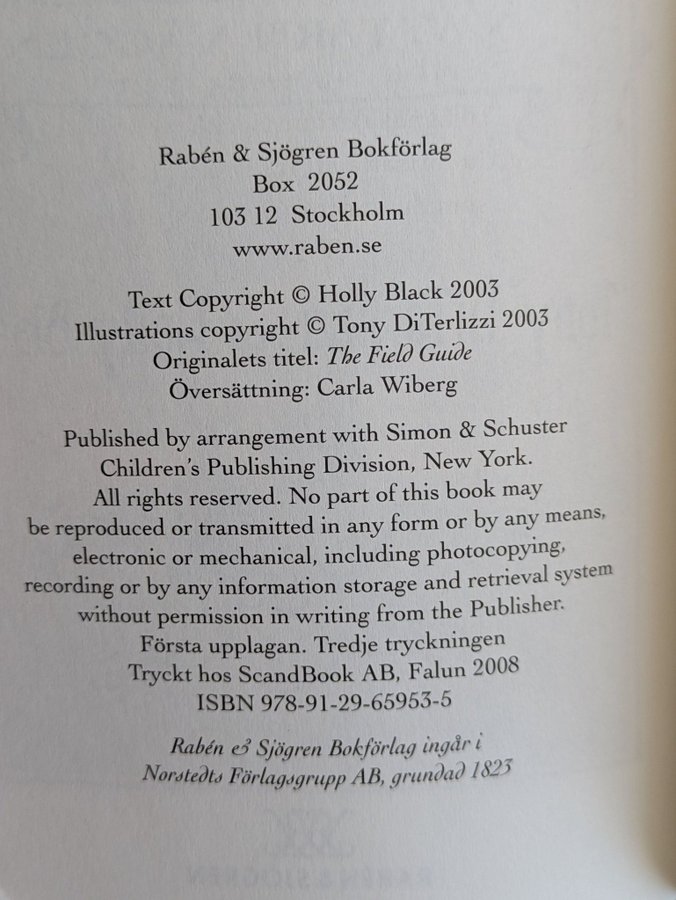 Rabén & Sjögren Bokförlag
Box 2052
103 12 Stockholm
www.raben.se
Text Copyright © Holly Black 2003
Illustrations copyright © Tony DiTerlizzi 2003
Originalets titel: The Field Guide
Översättning: Carla Wiberg
Published by arrangement with Simon & Schuster
Children's Publishing Division, New York.
All rights reserved. No part of this book may
be reproduced or transmitted in any form or by any means,
electronic or mechanical, including photocopying,
recording or by any information storage and retrieval system
without permission in writing from the Publisher.
Första upplagan. Tredje tryckningen
Tryckt hos ScandBook AB, Falun 2008
ISBN 978-91-29-65953-5
Rabén & Sjögren Bokförlag ingår i
Norstedts Förlagsgrupp AB, grundad 1823